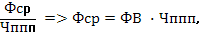 Фср
Чппп => Фср = ФВ · Чппп,